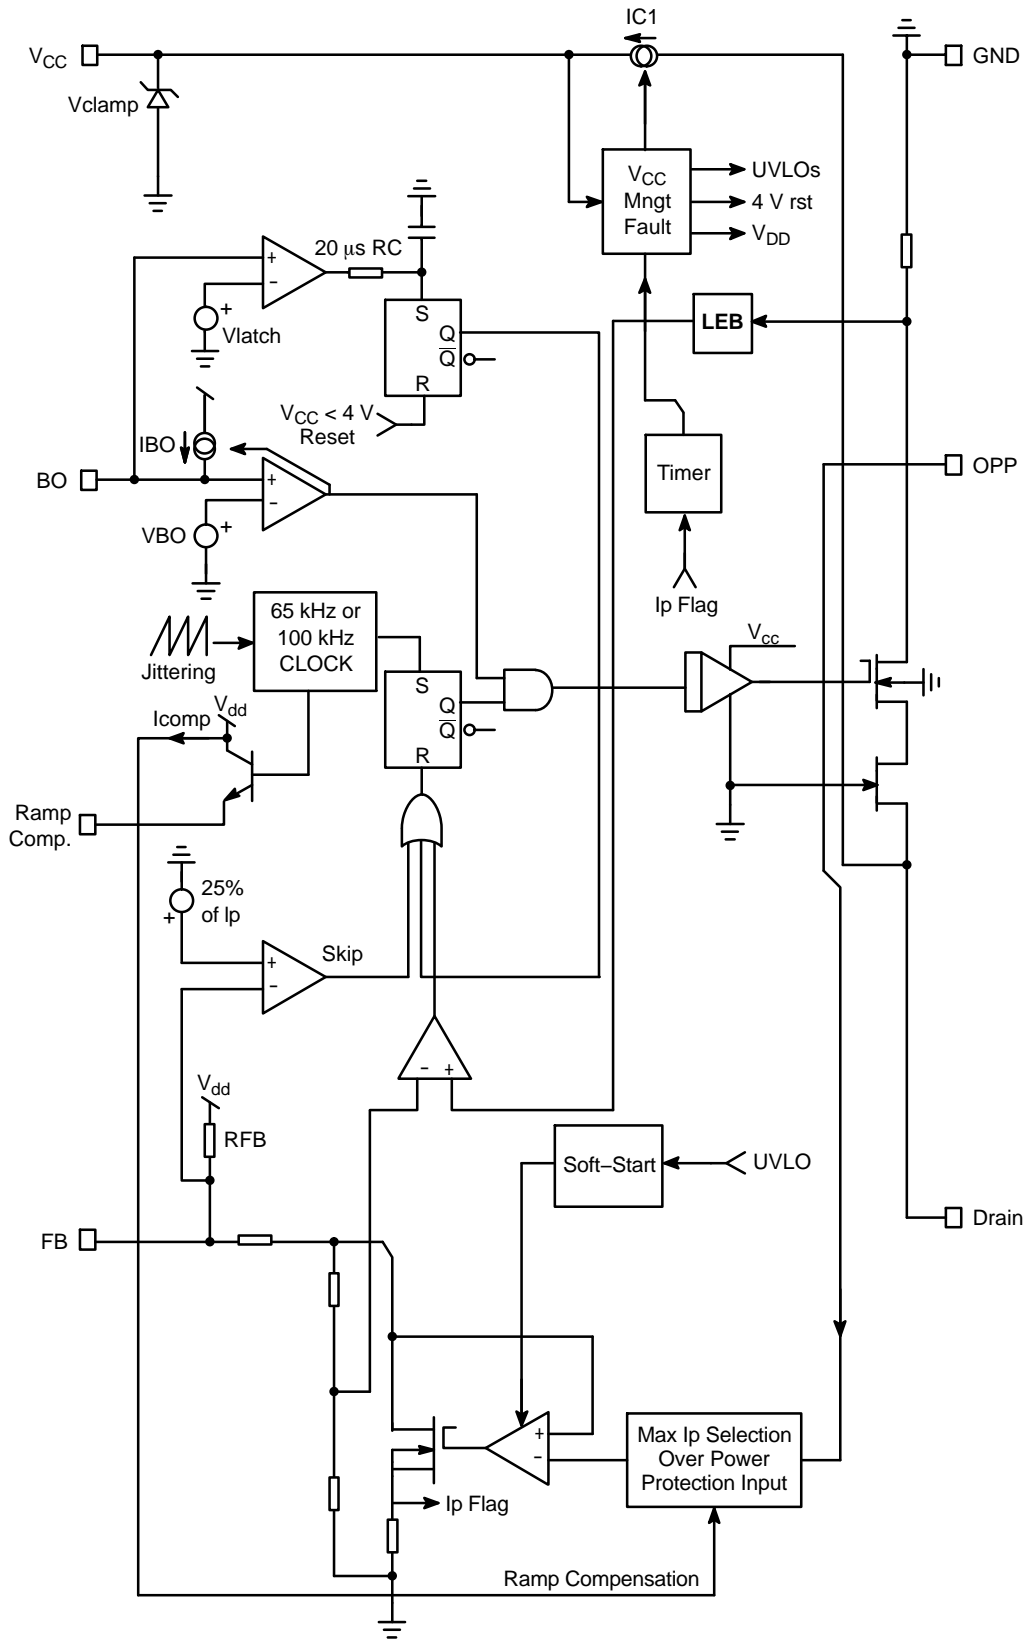 IC1
VCC
GND
Vclamp
VCC
Mngt
Fault
UVLOs
4 V rst
VDD
20 μs RC
+
−
+
Vlatch
S
Q
Q
R
LEB
VCC < 4 V
Reset
IBO
BO
+
−
VBO
+
Timer
OPP
Ip Flag
65 kHz or
100 kHz
CLOCK
Jittering
Vcc
S
Q
Q
R
Icomp
Vdd
Ramp
Comp.
25%
of Ip
+
Skip
+
−
− +
Vdd
RFB
Soft–Start
UVLO
FB
Drain
+
−
Max Ip Selection
Over Power
Protection Input
Ip Flag
Ramp Compensation